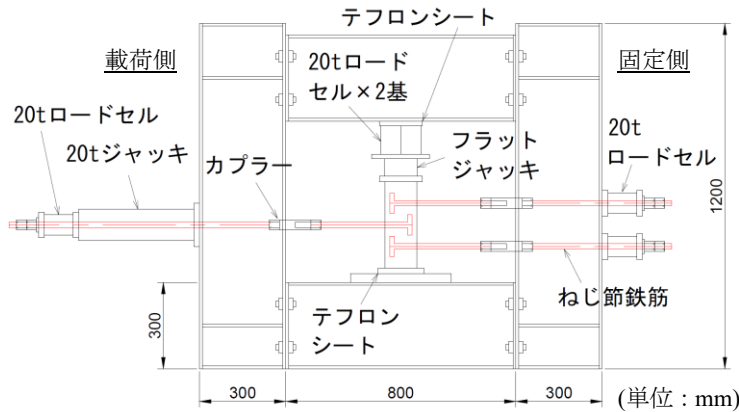 テフロンシート
載荷側
固定側
20tロード
セル×2基
20tロードセル
20tジャッキ
カプラー
フラット
ジャッキ
20t
ロードセル
1200
300
テフロン
シート
ねじ節鉄筋
300
800
300
(単位：mm)